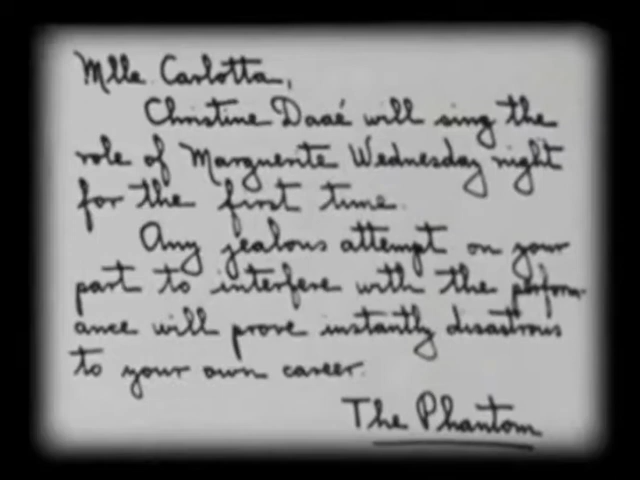 Mlle. Carlotta,
Christine Daaé will sing the
role of Marguerite Wednesday night
for the first time.
Any jealous attempt on your
part to interfere with the perform-
ance will prove instantly disastrous
to your own career.
The Phantom